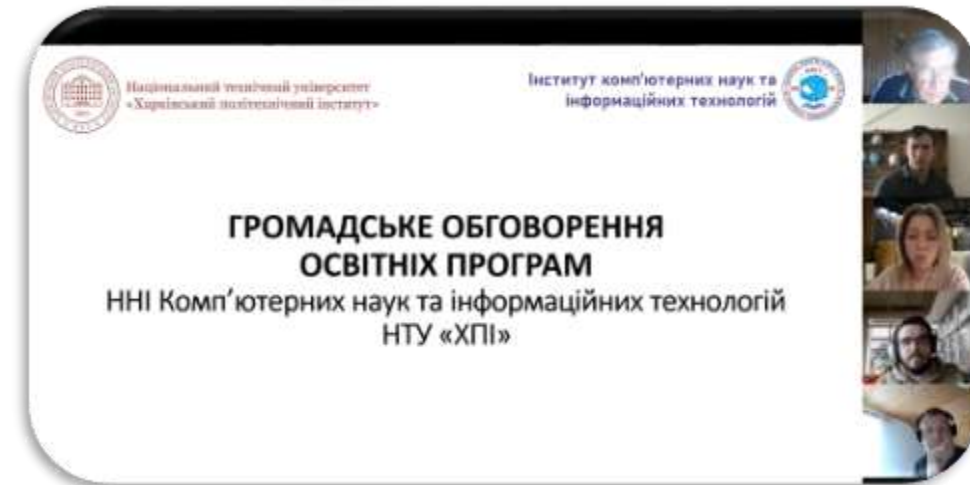 Національний технічний університет
«Харківський політехнічний інститут»
Інститут комп'ютерних наук та
інформаційних технологій
ГРОМАДСЬКЕ ОБГОВОРЕННЯ
ОСВІТНІХ ПРОГРАМ
ННІ Комп’ютерних наук та інформаційних технологій
НТУ «ХПІ»